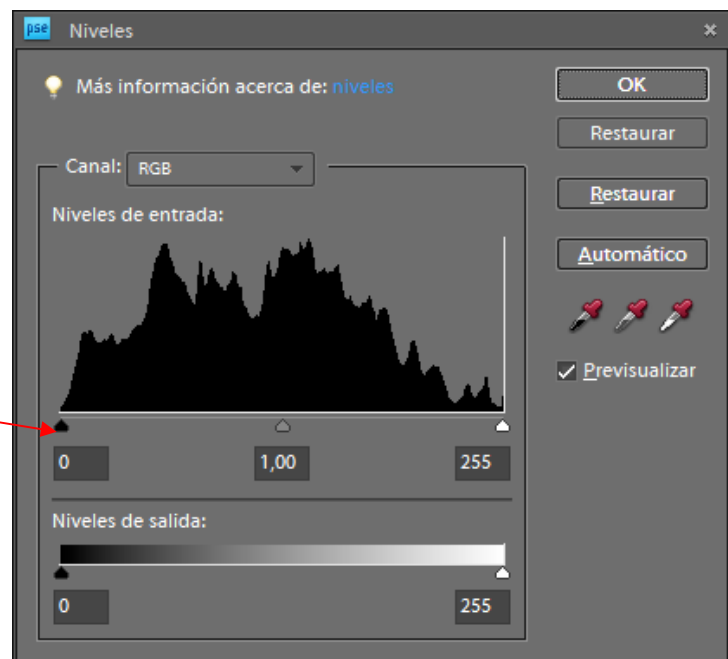 pse Niveles
Más información acerca de: niveles
OK
Restaurar
Restaurar
Automático
Previsualizar
Canal: RGB
Niveles de entrada:
0 1,00 255
Niveles de salida:
0 255